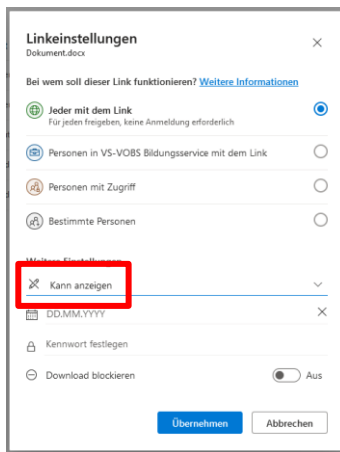 Linkeinstellungen
Dokument.docx
Bei wem soll dieser Link funktionieren? Weitere Informationen
Jeder mit dem Link
Für jeden freigeben, keine Anmeldung erforderlich
Personen in VS-VOBS Bildungsservice mit dem Link
Personen mit Zugriff
Bestimmte Personen
Weitere Einstellungen
Kann anzeigen
DD.MM.YYYY
Kennwort festlegen
Download blockieren Aus
Übernehmen Abbrechen